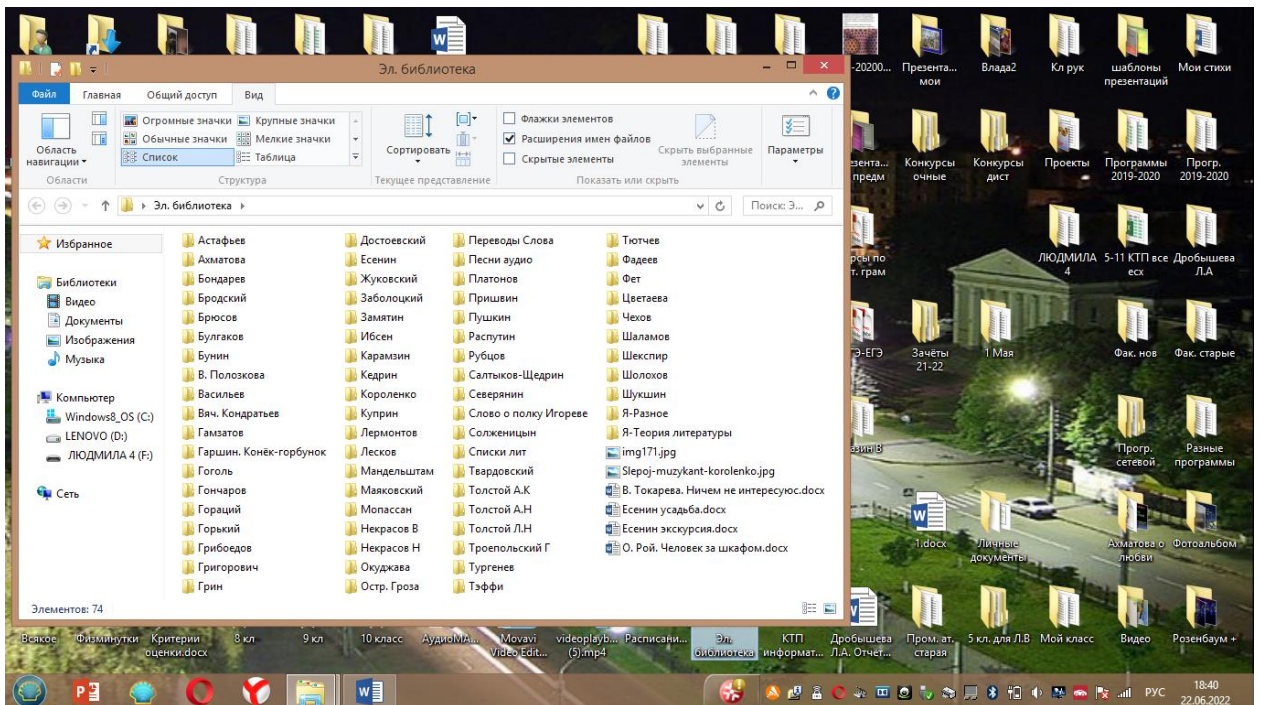 Эл. библиотека
Файл Главная Общий доступ Вид
Огромные значки Крупные значки
Обычные значки Мелкие значки
Список Таблица
Область навигации
Сортировать
Флажки элементов
Расширения имен файлов
Скрытые элементы
Скрыть выбранные элементы
Параметры
Области Структура Текущее представление Показать или скрыть
Эл. библиотека
Поиск: Э...
Избранное
Библиотеки
Видео
Документы
Изображения
Музыка
Компьютер
Windows8_OS (C:)
LENOVO (D:)
ЛЮДМИЛА 4 (F:)
Сеть
Астафьев
Ахматова
Бондарев
Бродский
Брюсов
Булгаков
Бунин
В. Полозкова
Васильев
Вяч. Кондратьев
Гамзатов
Гаршин. Конёк-горбунок
Гоголь
Гончаров
Гораций
Горький
Грибоедов
Григорович
Грин
Достоевский
Есенин
Жуковский
Заболоцкий
Замятин
Ибсен
Карамзин
Кедрин
Короленко
Куприн
Лермонтов
Лесков
Мандельштам
Маяковский
Мопассан
Некрасов В
Некрасов Н
Окуджава
Остр. Гроза
Переводы Слова
Песни аудио
Платонов
Пришвин
Пушкин
Распутин
Рубцов
Салтыков-Щедрин
Северянин
Слово о полку Игореве
Солженицын
Списки лит
Твардовский
Толстой А.К
Толстой А.Н
Толстой Л.Н
Троепольский Г
Тургенев
Тэффи
Тютчев
Фадеев
Фет
Цветаева
Чехов
Шаламов
Шекспир
Шолохов
Шукшин
Я-Разное
Я-Теория литературы
img171.jpg
Slepoj-muzykant-korolenko.jpg
В. Токарева. Ничем не интересуюс.docx
Есенин усадьба.docx
Есенин экскурсия.docx
О. Рой. Человек за шкафом.docx
Элементов: 74
-20200...
Презента... мои
Влада2
Кл рук
шаблоны презентаций
Мои стихи
Конкурсы очные
Конкурсы дист
Проекты
Программы 2019-2020
Прогр. 2019-2020
ЛЮДМИЛА 4
5-11 КТП все есх
Дробышева Л.А
Зачёты 21-22
1 Мая
Фак. нов
Фак. старые
Прогр. сетевой
Разные программы
1.docx
Личные документы
Ахматова о любви
Фотоальбом
Всякое
Физминутки
Критерии оценки.docx
8 кл
9 кл
10 класс
АудиоМА...
Movavi Video Edit...
videoplayb... (5).mp4
Расписани...
Эл. библиотека
КТП информат...
Дробышева Л.А. Отчёт...
Пром. ат. старая
5 кл. для Л.В
Мой класс
Видео
Розенбаум +
РУС
18:40
22.06.2022